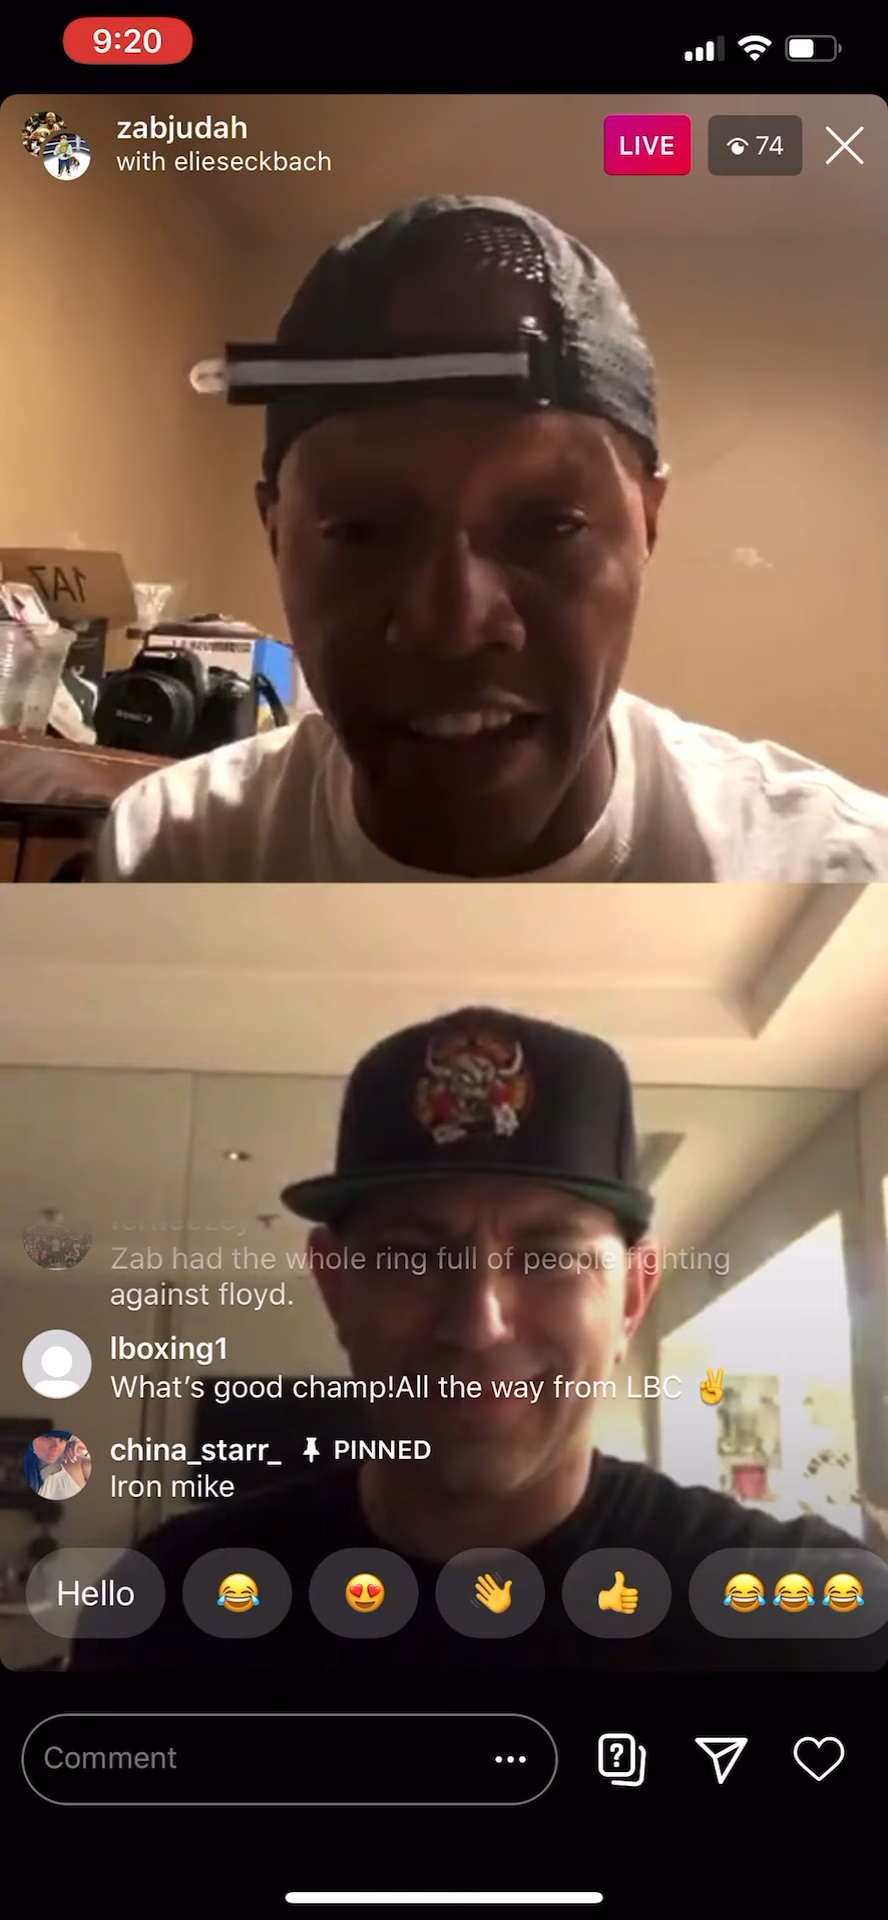 9:20
zabjudah
with elieseckbach
LIVE
74
Zab had the whole ring full of people fighting
against floyd.
lboxing1
What's good champ!All the way from LBC ✌️
china_starr_ PINNED
Iron mike
Hello 😂 😍 👋 👍 😂😂😂
Comment ...